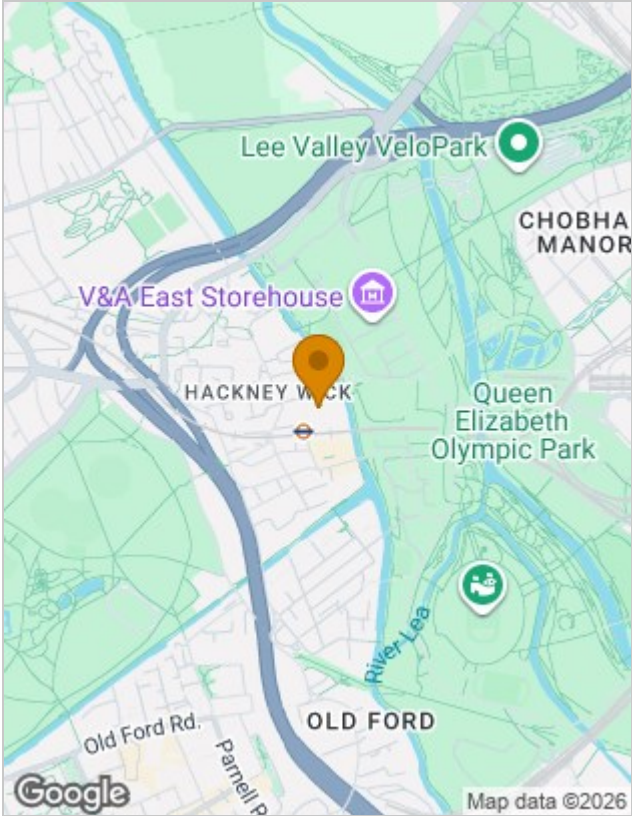 Lee Valley VeloPark
CHOBHA
MANOR
V&A East Storehouse
HACKNEY W CK
Queen
Elizabeth
Olympic Park
River Lea
OLD FORD
Old Ford Rd.
Parnell R
Google
Map data ©2026